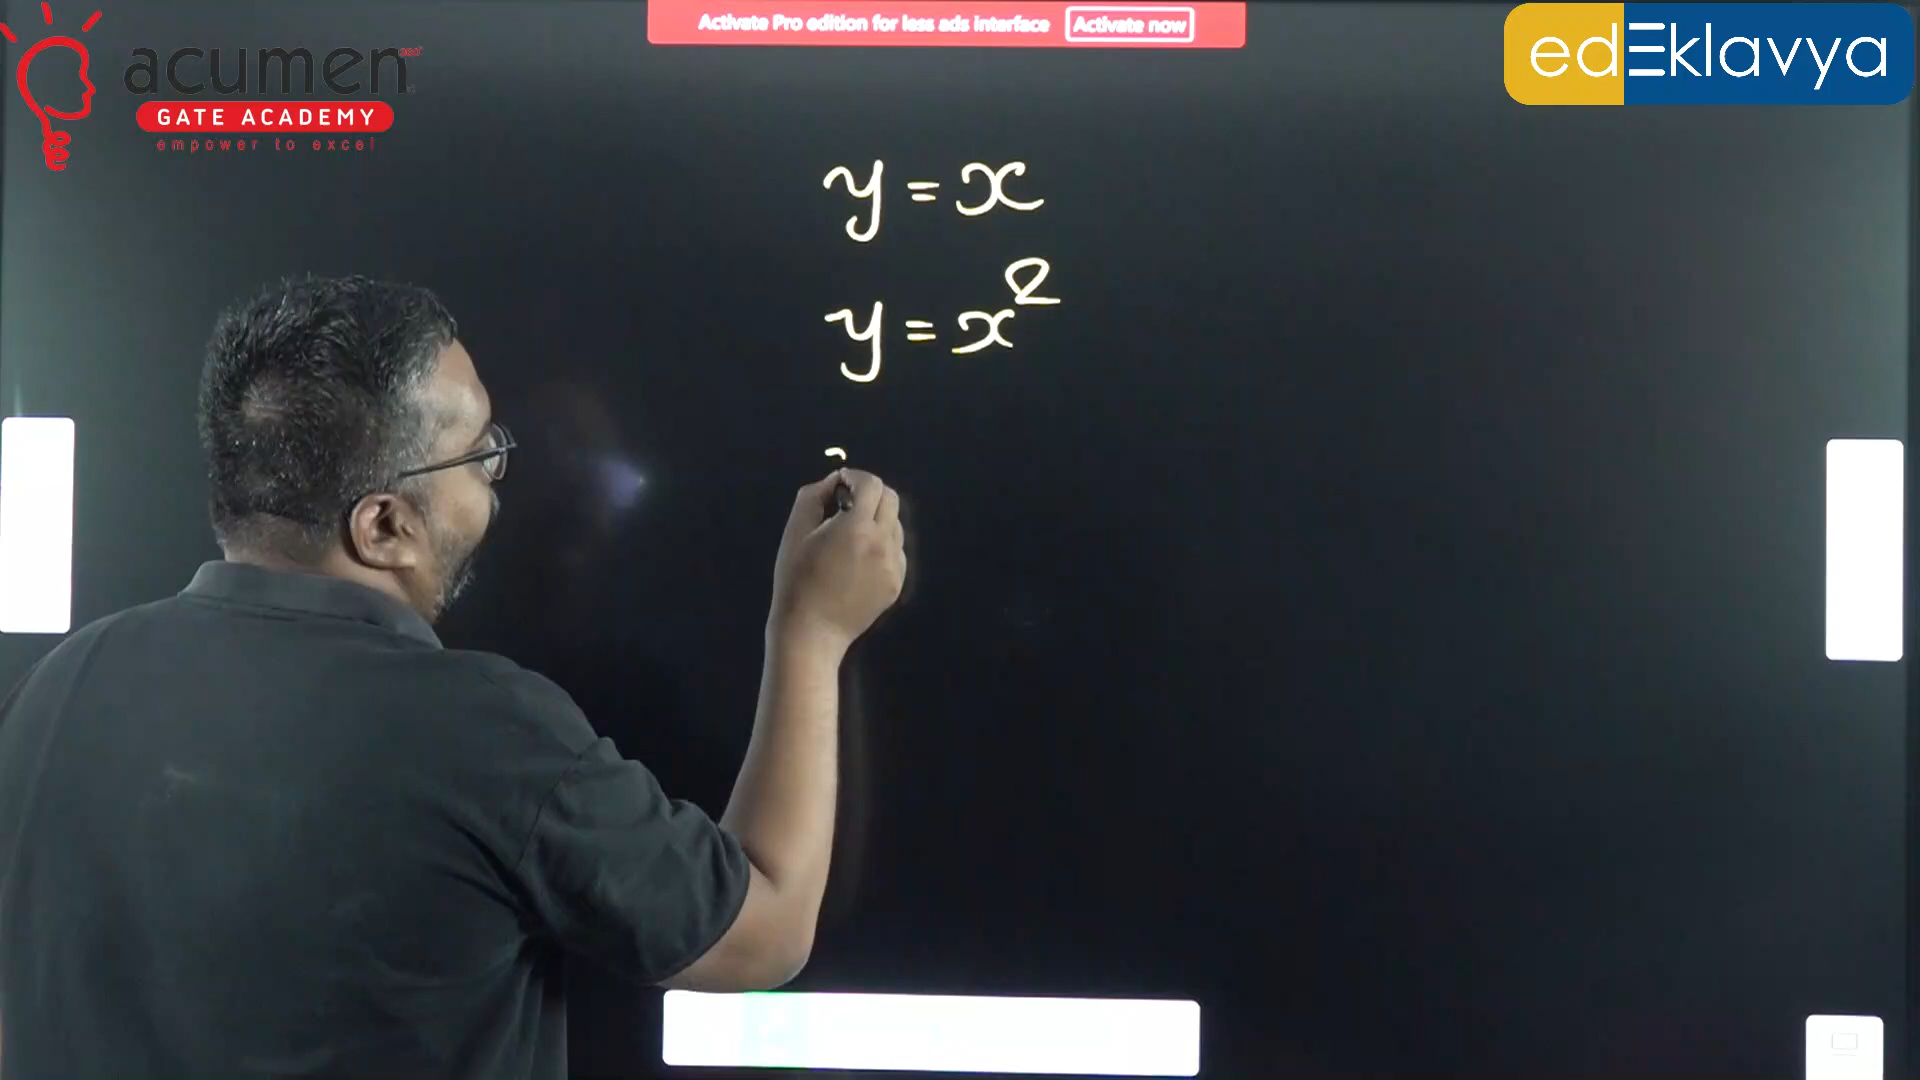 Activate Pro edition for less ads interface Activate now
acumen
GATE ACADEMY
empower to excel
edEklavya
y = x
y = x²